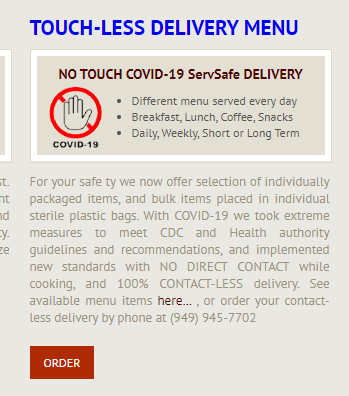 TOUCH-LESS DELIVERY MENU
NO TOUCH COVID-19 ServSafe DELIVERY
COVID-19
• Different menu served every day
• Breakfast, Lunch, Coffee, Snacks
• Daily, Weekly, Short or Long Term
st.
ht
nd
ty.
ze
For your safe ty we now offer selection of individually
packaged items, and bulk items placed in individual
sterile plastic bags. With COVID-19 we took extreme
measures to meet CDC and Health authority
guidelines and recommendations, and implemented
new standards with NO DIRECT CONTACT while
cooking, and 100% CONTACT-LESS delivery. See
available menu items here... , or order your contact-
less delivery by phone at (949) 945-7702
ORDER